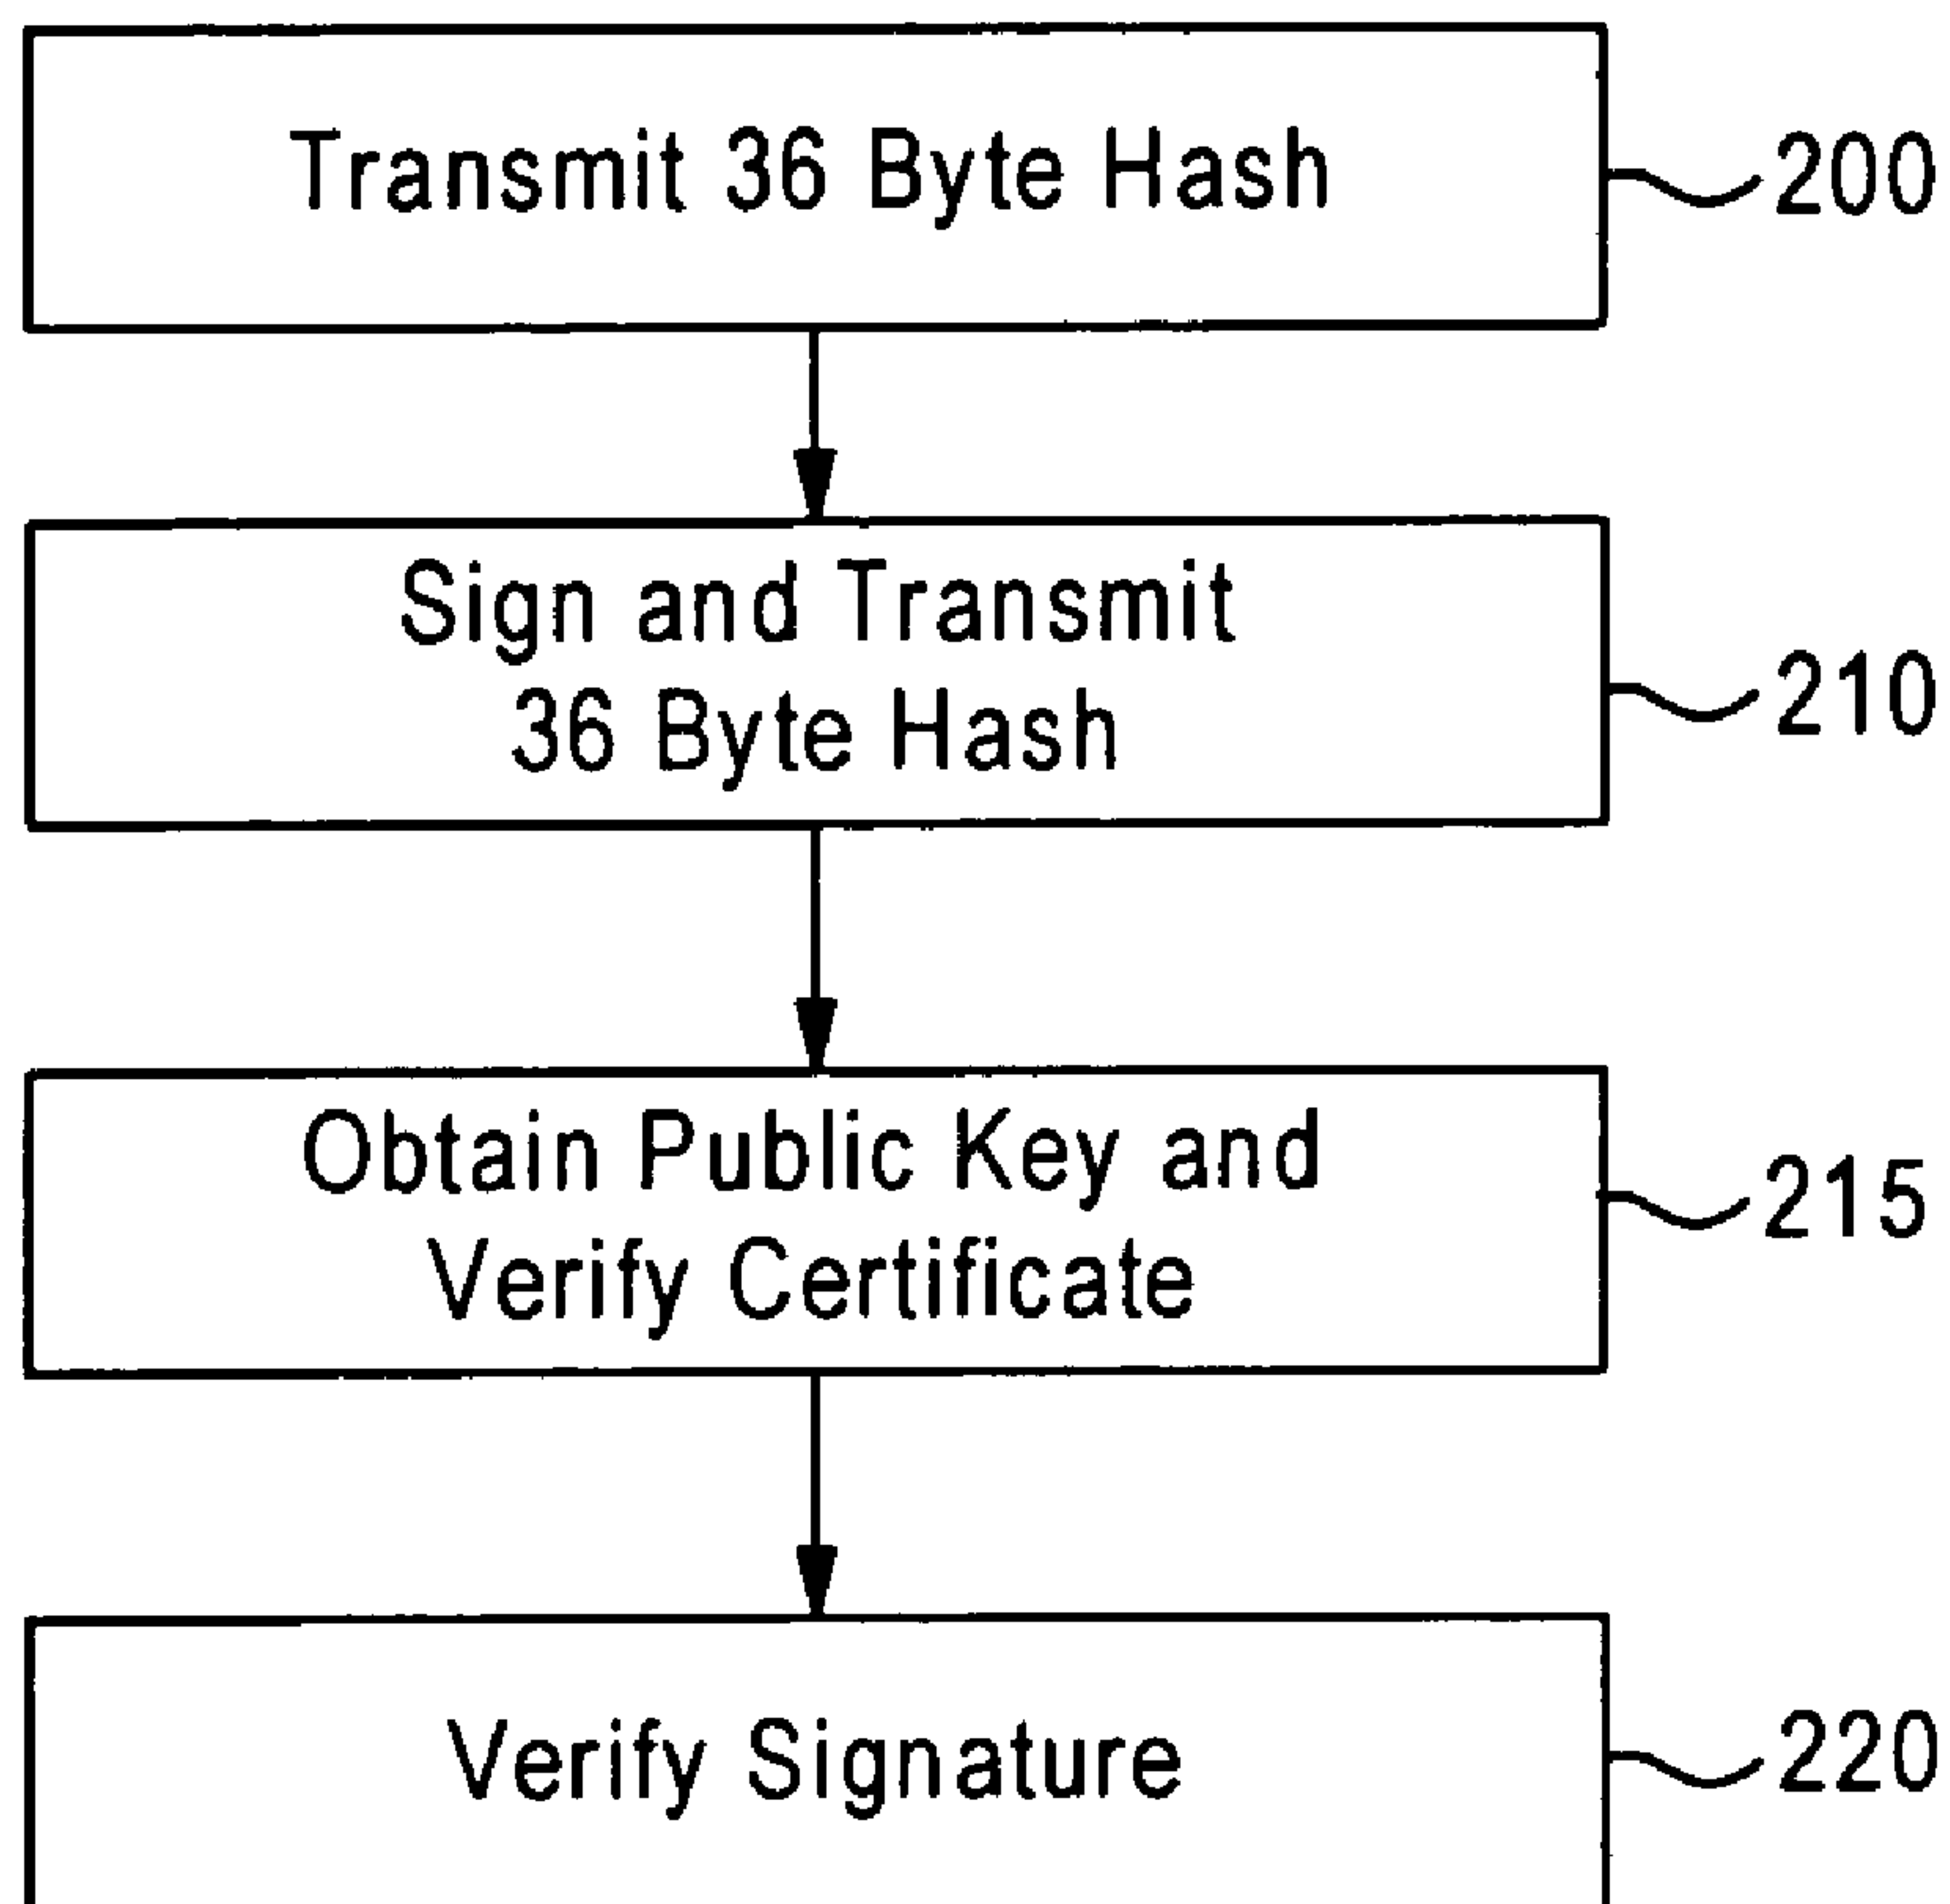 Transmit 36 Byte Hash
200
Sign and Transmit
36 Byte Hash
210
Obtain Public Key and
Verify Certificate
215
Verify Signature
220